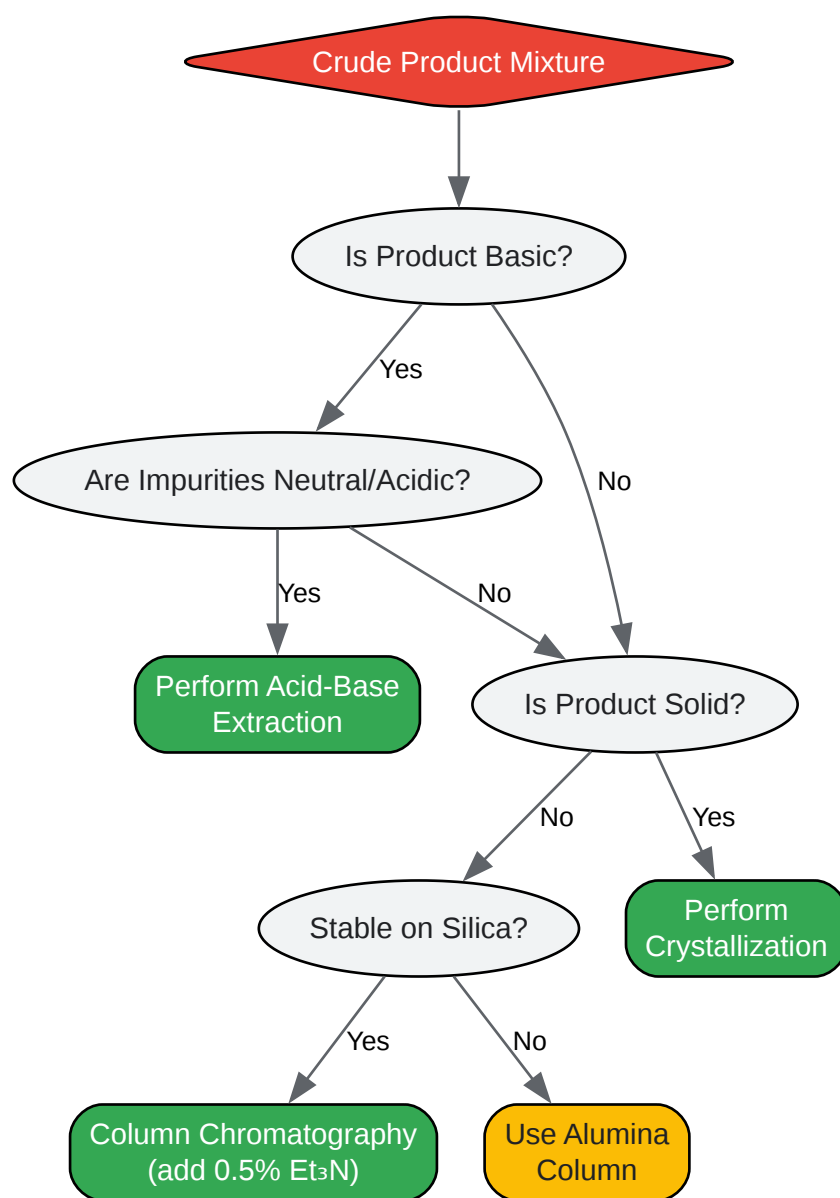 Crude Product Mixture
Is Product Basic?
Yes
Are Impurities Neutral/Acidic?
No
Yes
No
Perform Acid-Base
Extraction
Is Product Solid?
No
Yes
Stable on Silica?
Perform
Crystallization
Yes
No
Column Chromatography
(add 0.5% Et₃N)
Use Alumina
Column